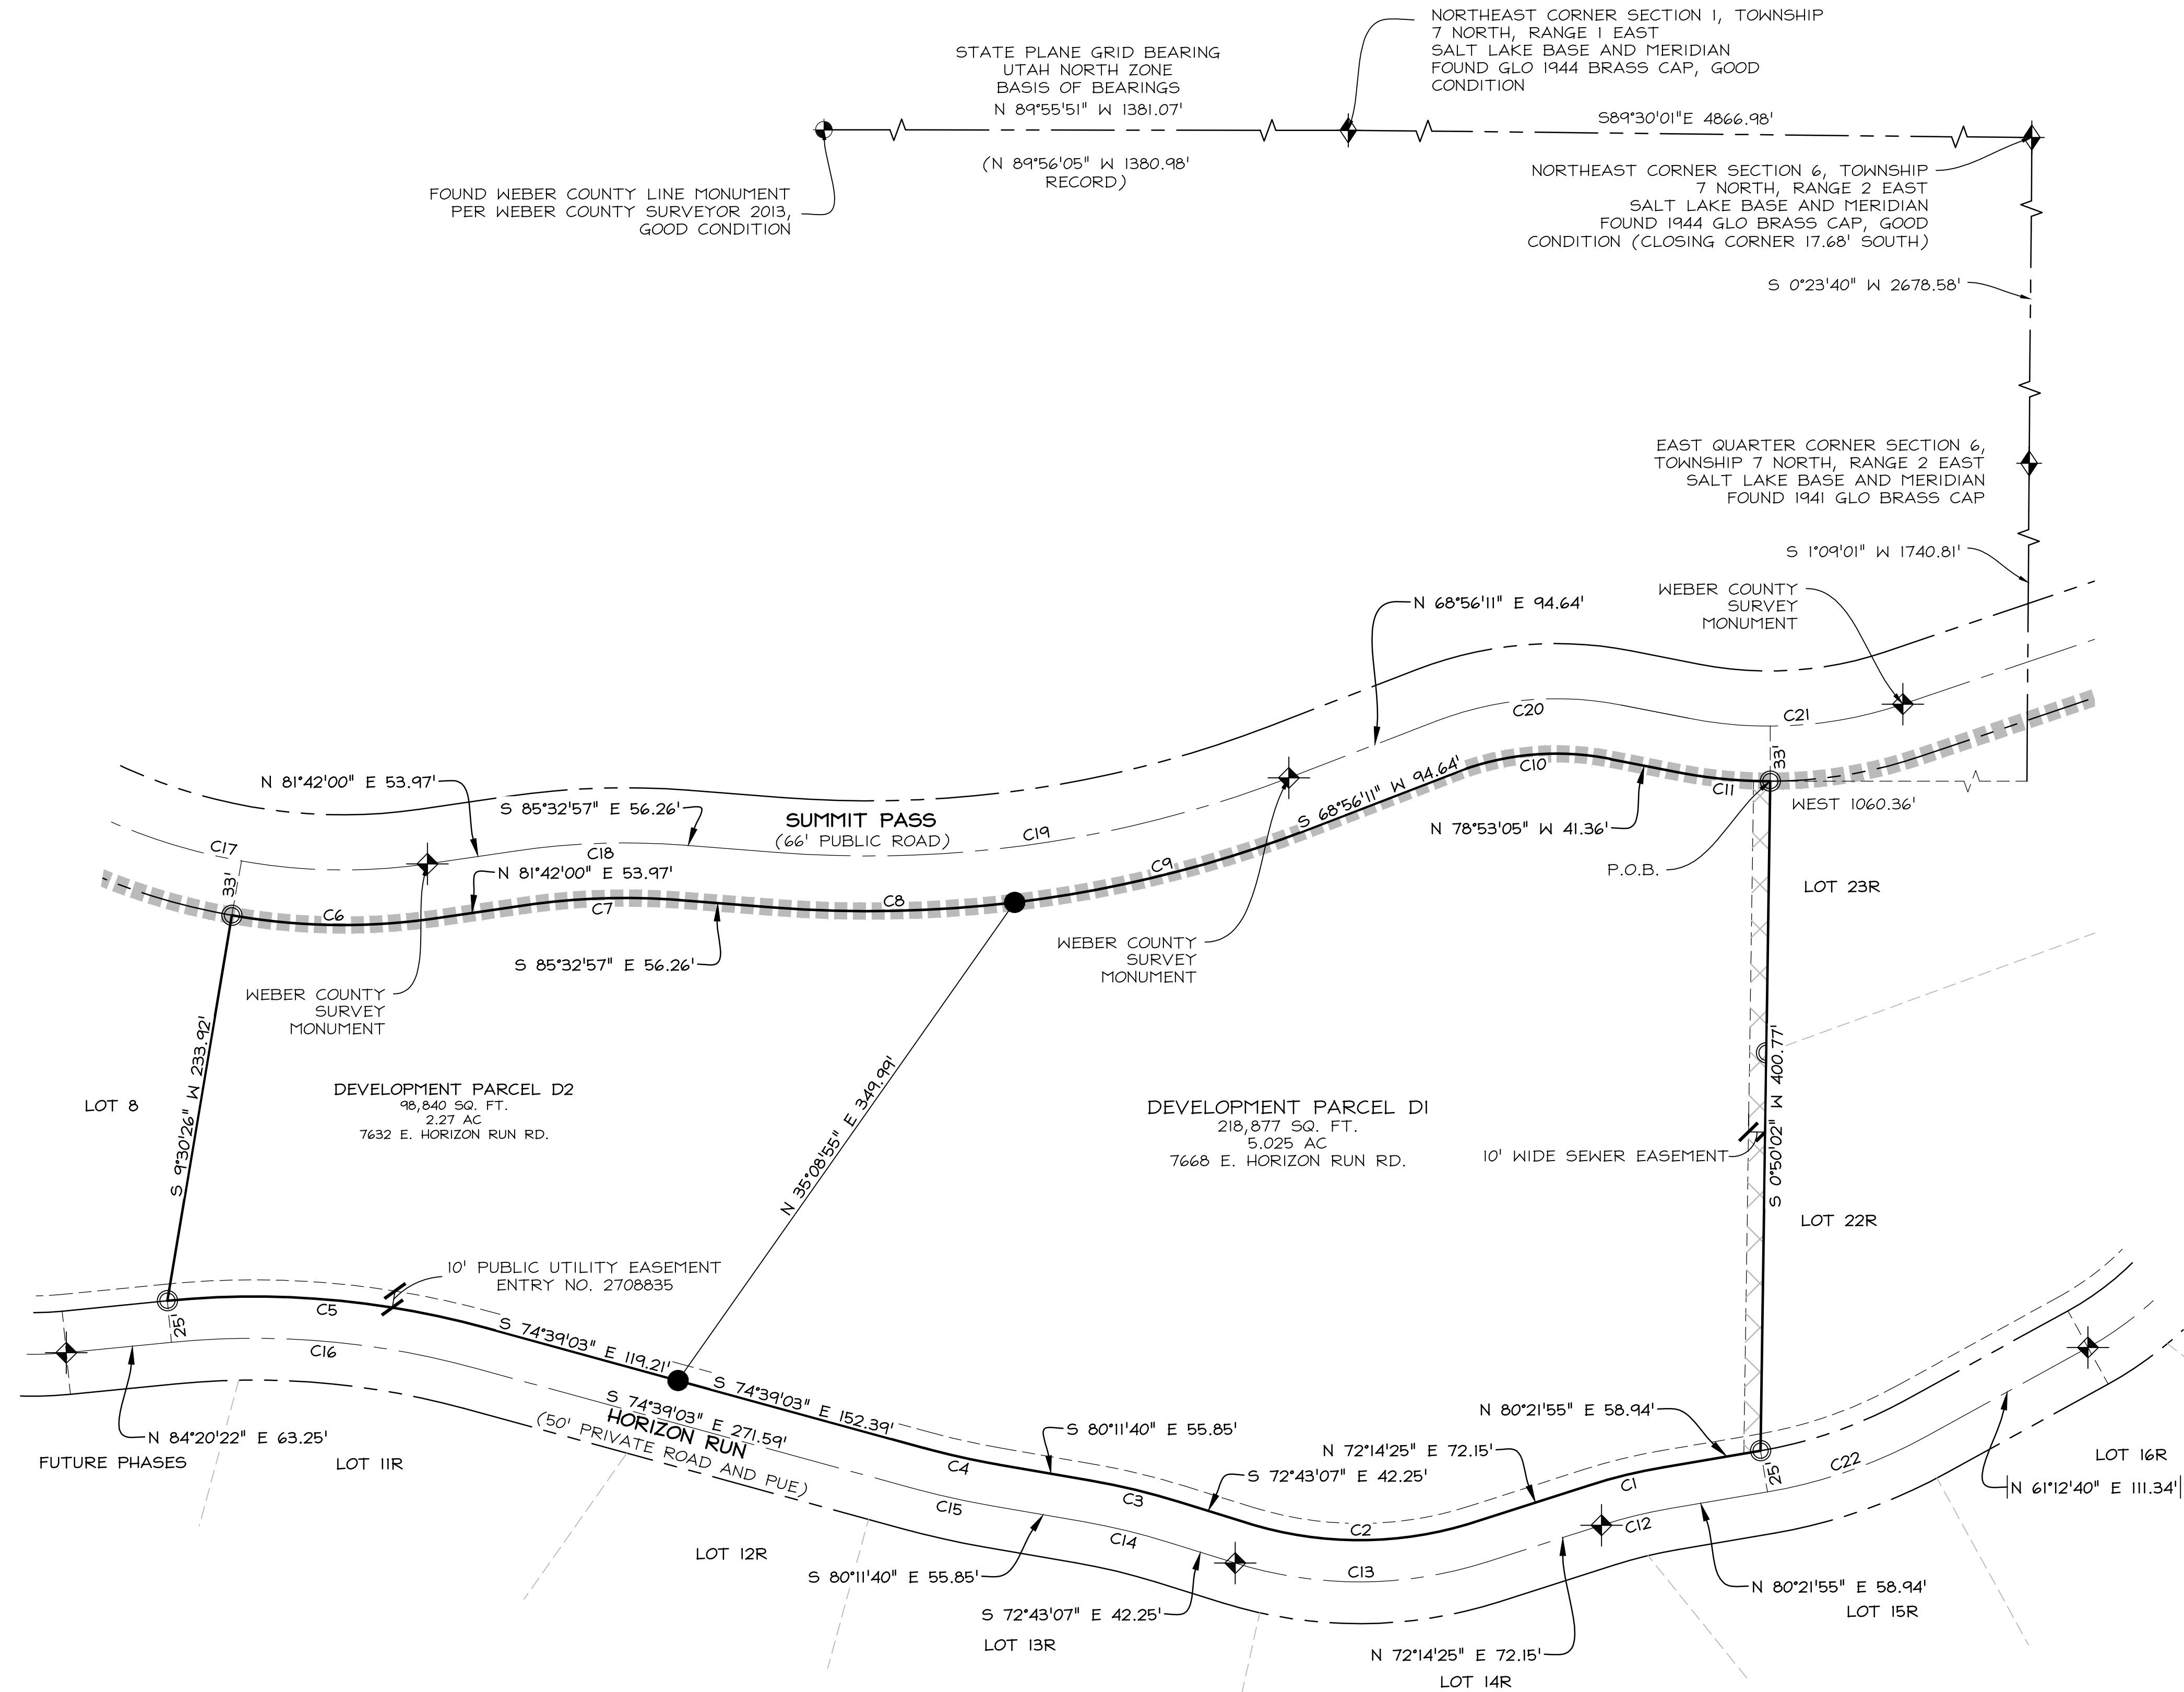 NORTHEAST CORNER SECTION 1, TOWNSHIP
7 NORTH, RANGE 1 EAST
SALT LAKE BASE AND MERIDIAN
FOUND GLO 1944 BRASS CAP, GOOD
CONDITION
STATE PLANE GRID BEARING
UTAH NORTH ZONE
BASIS OF BEARINGS
N 89°55'51" W 1381.07'
(N 89°56'05" W 1380.98'
RECORD)
S89°30'01"E 4866.98'
FOUND WEBER COUNTY LINE MONUMENT
PER WEBER COUNTY SURVEYOR 2013,
GOOD CONDITION
NORTHEAST CORNER SECTION 6, TOWNSHIP
7 NORTH, RANGE 2 EAST
SALT LAKE BASE AND MERIDIAN
FOUND 1944 GLO BRASS CAP, GOOD
CONDITION (CLOSING CORNER 17.68' SOUTH)
S 0°23'40" W 2678.58'
EAST QUARTER CORNER SECTION 6,
TOWNSHIP 7 NORTH, RANGE 2 EAST
SALT LAKE BASE AND MERIDIAN
FOUND 1941 GLO BRASS CAP
S 1°09'01" W 1740.81'
WEBER COUNTY
SURVEY
MONUMENT
N 68°56'11" E 94.64'
C20
C21
33'
C10
C11
WEST 1060.36'
N 78°53'05" W 41.36'
P.O.B.
S 68°56'11" W 94.64'
N 81°42'00" E 53.97'
S 85°32'57" E 56.26'
SUMMIT PASS
(66' PUBLIC ROAD)
C17
C18
C19
33'
N 81°42'00" E 53.97'
C6
C7
C8
C9
S 85°32'57" E 56.26'
WEBER COUNTY
SURVEY
MONUMENT
WEBER COUNTY
SURVEY
MONUMENT
LOT 23R
S 9°30'26" W 233.92'
LOT 8
DEVELOPMENT PARCEL D2
98,840 SQ. FT.
2.27 AC
7632 E. HORIZON RUN RD.
N 35°08'55" E 349.99'
DEVELOPMENT PARCEL D1
218,877 SQ. FT.
5.025 AC
7668 E. HORIZON RUN RD.
10' WIDE SEWER EASEMENT
S 0°50'02" W 400.77'
LOT 22R
10' PUBLIC UTILITY EASEMENT
ENTRY NO. 2708835
C5
25'
C16
S 74°39'03" E 119.21'
S 74°39'03" E 152.39'
S 74°39'03" E 271.59'
HORIZON RUN
(50' PRIVATE ROAD AND PUE)
N 84°20'22" E 63.25'
FUTURE PHASES
LOT 11R
S 80°11'40" E 55.85'
C4
S 72°43'07" E 42.25'
C3
N 80°21'55" E 58.94'
N 72°14'25" E 72.15'
C2
C1
25'
C22
LOT 16R
N 61°12'40" E 111.34'
C15
C14
C13
C12
LOT 12R
S 80°11'40" E 55.85'
S 72°43'07" E 42.25'
LOT 13R
N 80°21'55" E 58.94'
LOT 15R
N 72°14'25" E 72.15'
LOT 14R